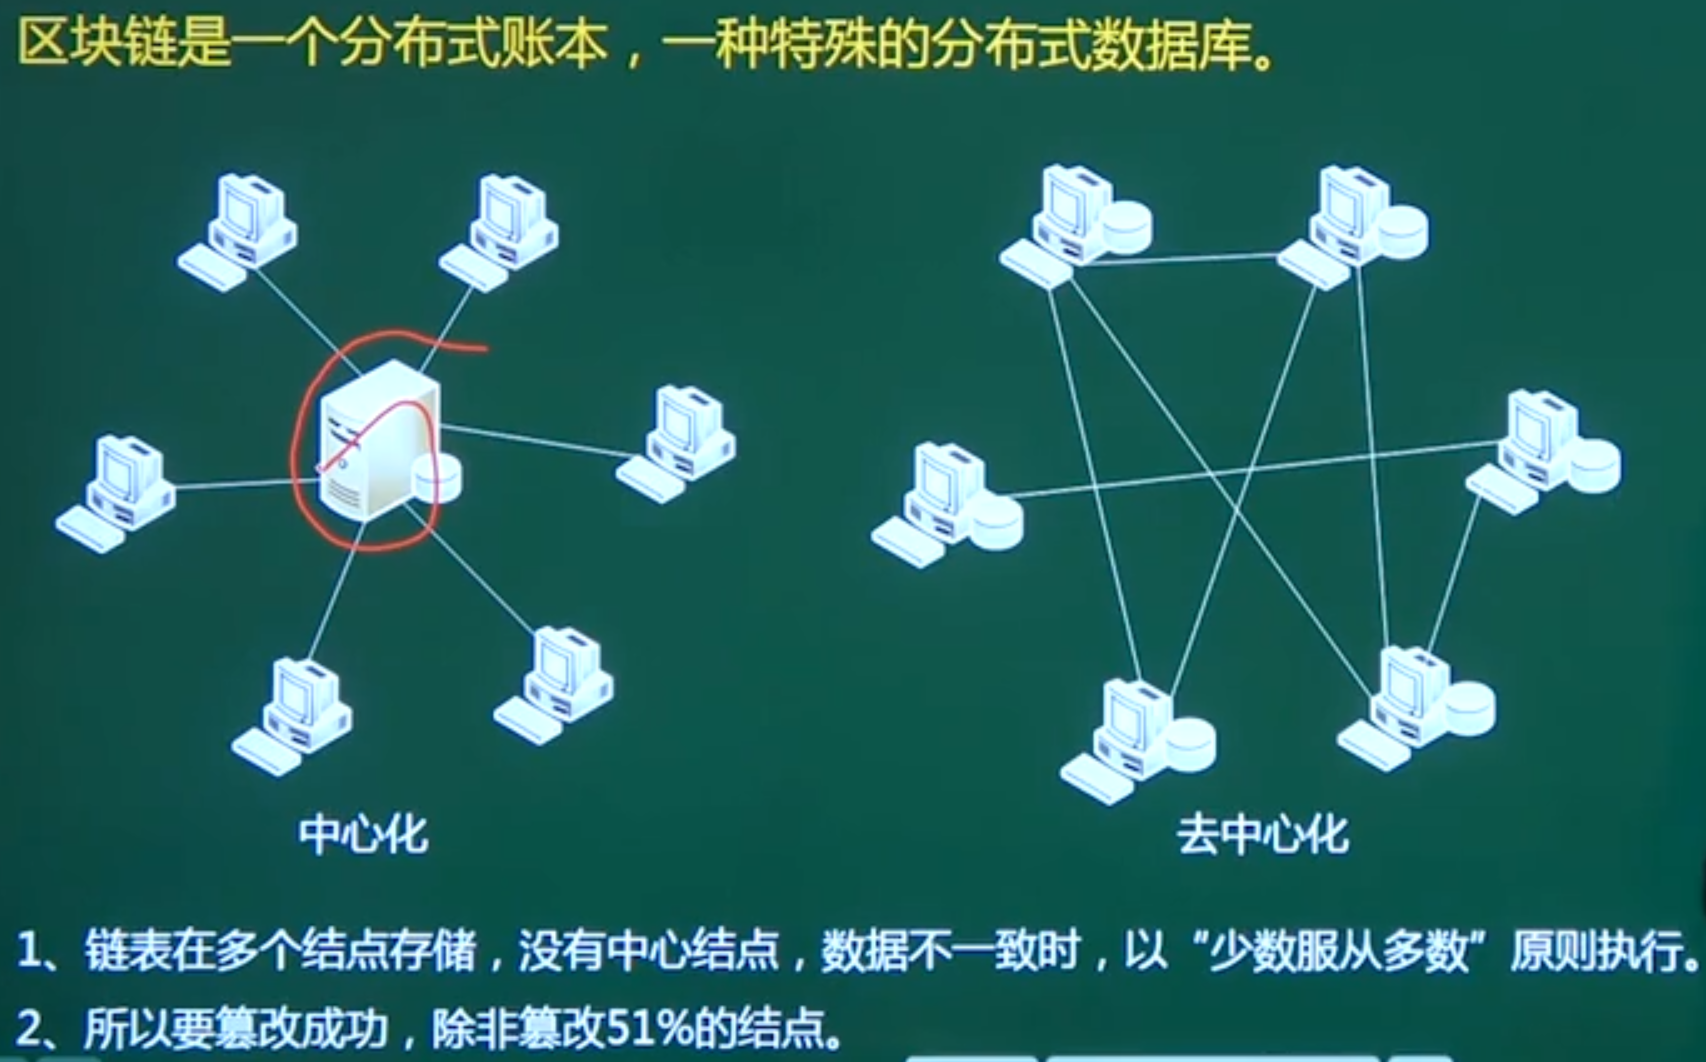 区块链是一个分布式账本，一种特殊的分布式数据库。
中心化
去中心化
1、链表在多个结点存储，没有中心结点，数据不一致时，以“少数服从多数”原则执行。
2、所以要篡改成功，除非篡改51%的结点。